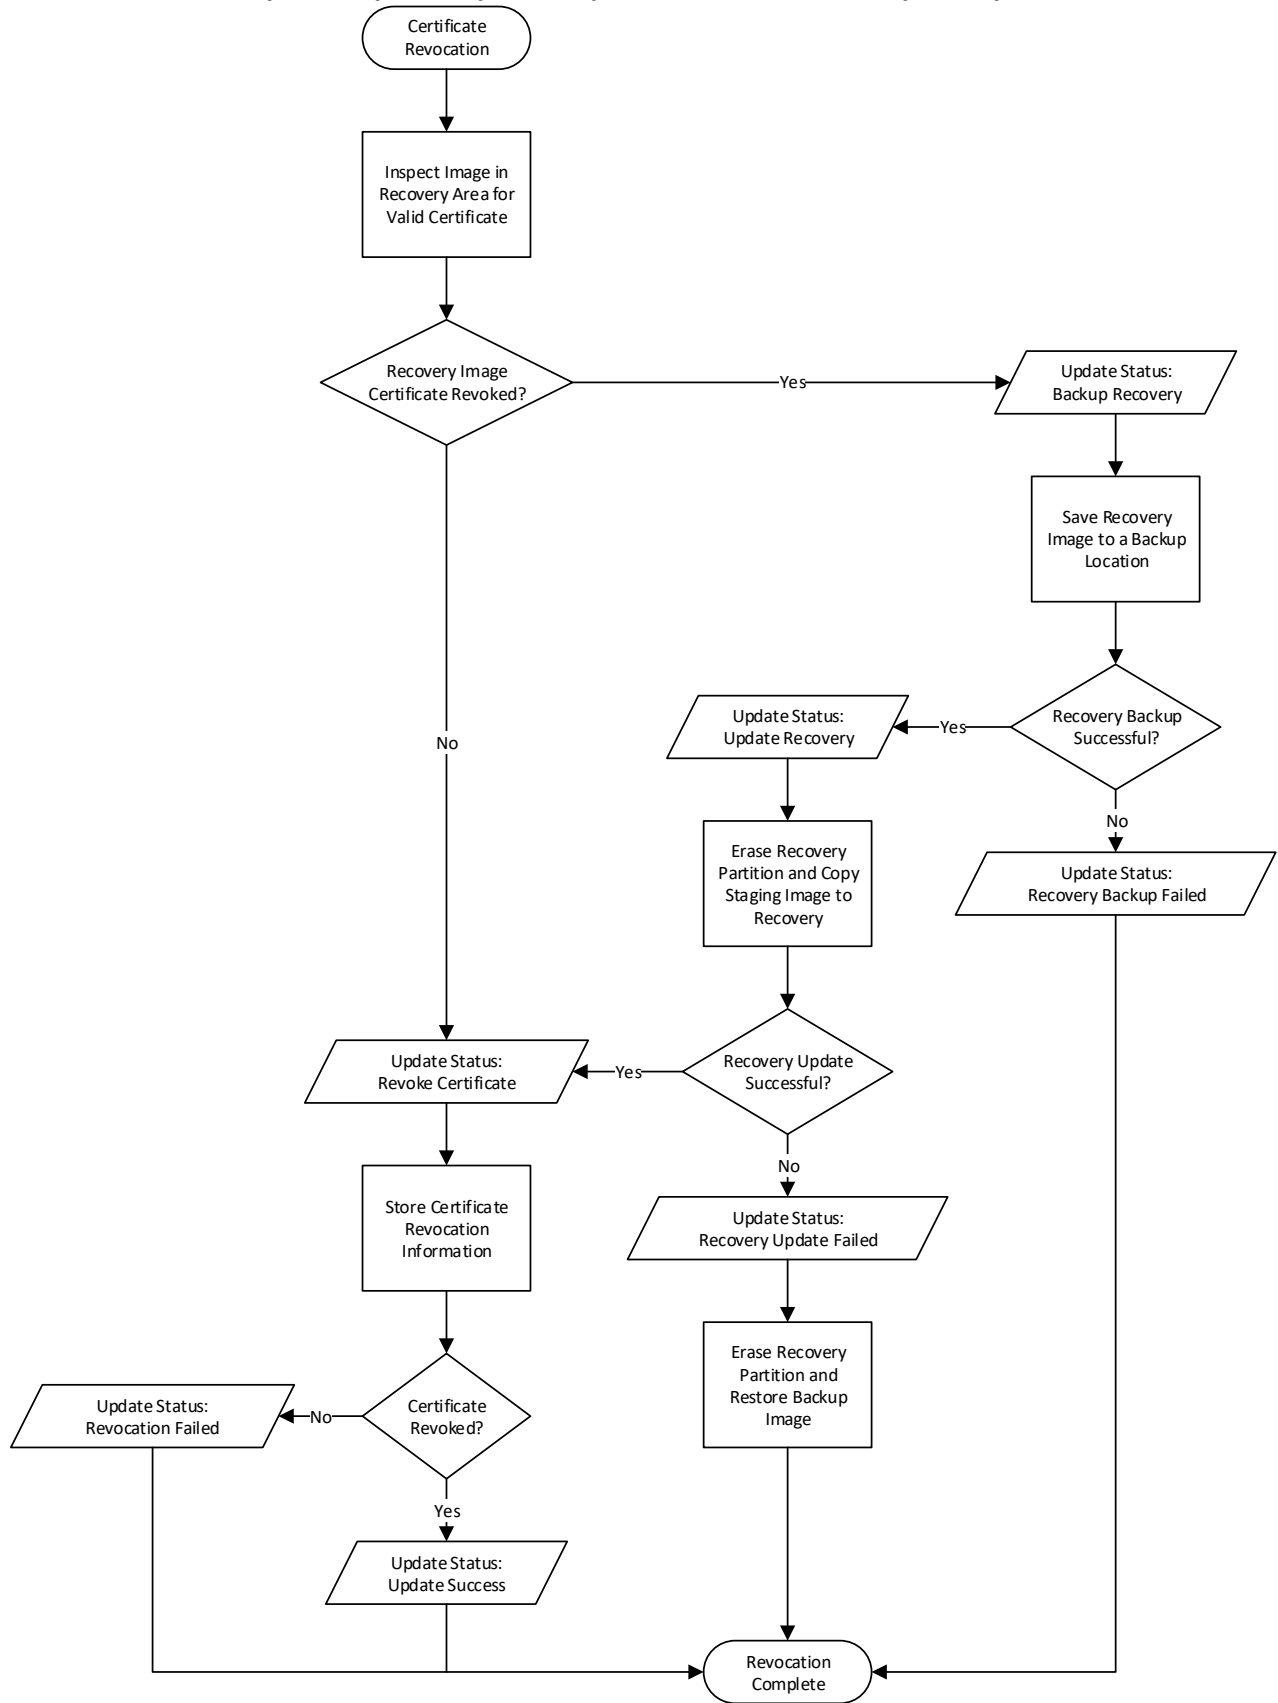 Certificate
Revocation
Inspect Image in
Recovery Area for
Valid Certificate
Recovery Image
Certificate Revoked?
Yes
Update Status:
Backup Recovery
Save Recovery
Image to a Backup
Location
Recovery Backup
Successful?
Yes
Update Status:
Update Recovery
No
No
Erase Recovery
Partition and Copy
Staging Image to
Recovery
Update Status:
Recovery Backup Failed
Update Status:
Revoke Certificate
Yes
Recovery Update
Successful?
No
Store Certificate
Revocation
Information
Update Status:
Recovery Update Failed
Erase Recovery
Partition and
Restore Backup
Image
Update Status:
Revocation Failed
No
Certificate
Revoked?
Yes
Update Status:
Update Success
Revocation
Complete